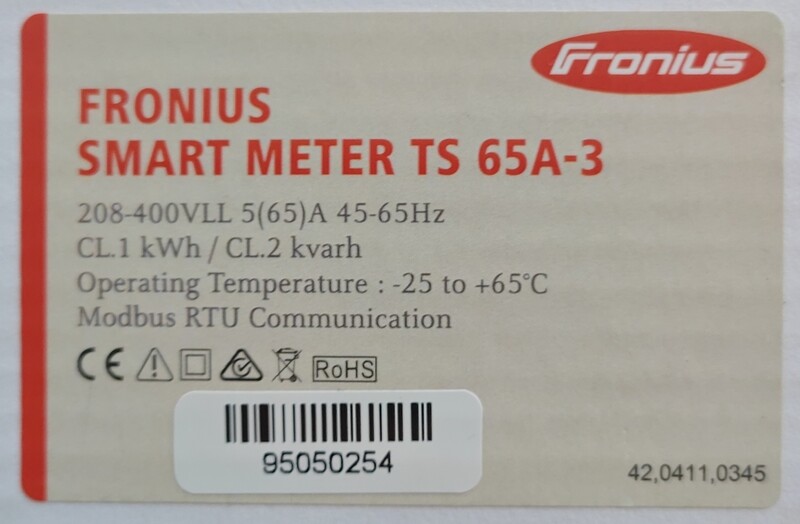 Fronius
FRONIUS
SMART METER TS 65A-3
208-400VLL 5(65)A 45-65Hz
CL.1 kWh / CL.2 kvarh
Operating Temperature : -25 to +65°C
Modbus RTU Communication
CE RoHS
95050254
42,0411,0345